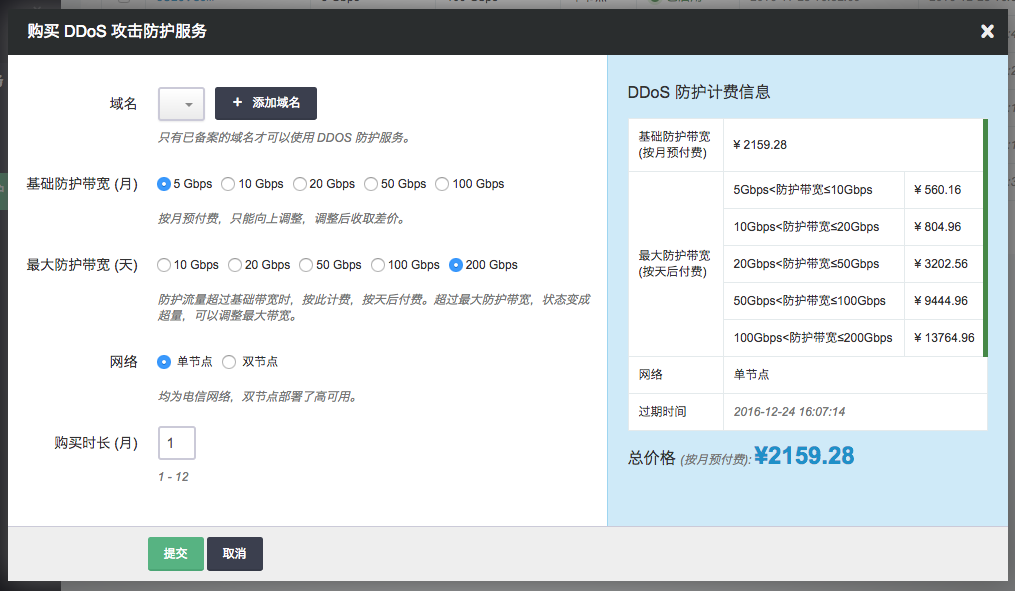 购买 DDoS 攻击防护服务
域名
添加域名
只有已备案的域名才可以使用 DDOS 防护服务。
基础防护带宽 (月)
5 Gbps 10 Gbps 20 Gbps 50 Gbps 100 Gbps
按月预付费，只能向上调整，调整后收取差价。
最大防护带宽 (天)
10 Gbps 20 Gbps 50 Gbps 100 Gbps 200 Gbps
防护流量超过基础带宽时，按此计费，按天后付费。超过最大防护带宽，状态变成
超量，可以调整最大带宽。
网络
单节点 双节点
均为电信网络，双节点部署了高可用。
购买时长 (月)
1
1 - 12
提交 取消
DDoS 防护计费信息
基础防护带宽
(按月预付费)
¥ 2159.28
最大防护带宽
(按天后付费)
5Gbps<防护带宽≤10Gbps ¥ 560.16
10Gbps<防护带宽≤20Gbps ¥ 804.96
20Gbps<防护带宽≤50Gbps ¥ 3202.56
50Gbps<防护带宽≤100Gbps ¥ 9444.96
100Gbps<防护带宽≤200Gbps ¥ 13764.96
网络 单节点
过期时间 2016-12-24 16:07:14
总价格 (按月预付费): ¥2159.28